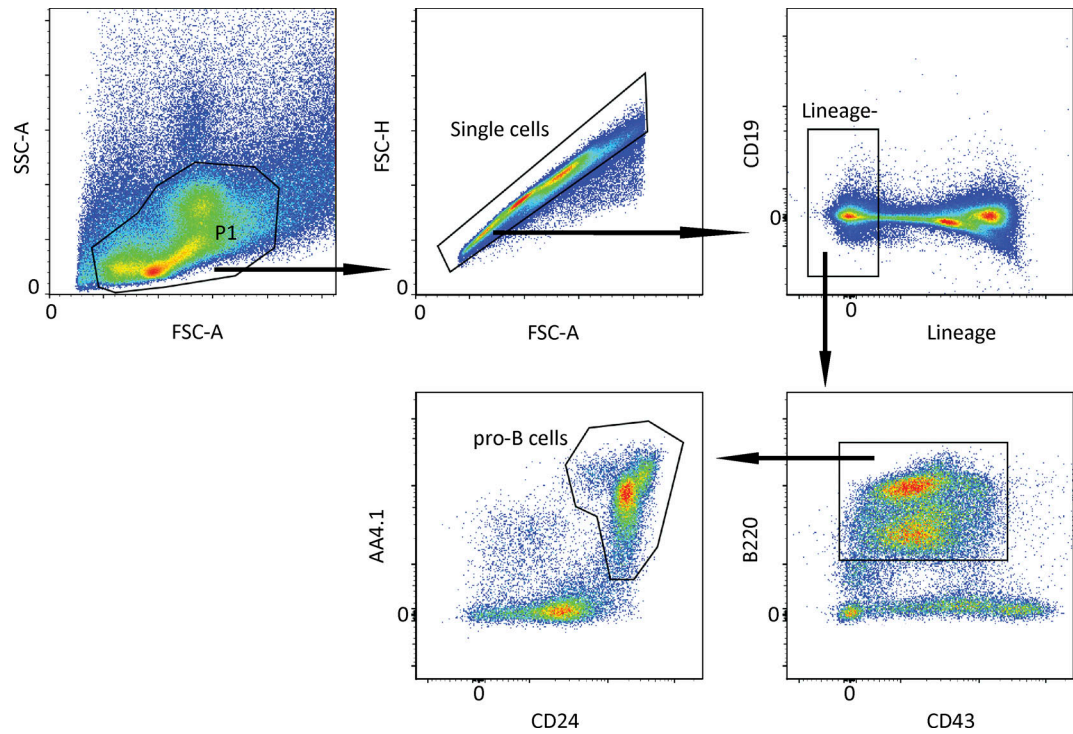 SSC-A
P1
0
0
FSC-A
FSC-H
Single cells
0
0
FSC-A
CD19
Lineage-
0
0
Lineage
AA4.1
pro-B cells
0
0
CD24
B220
0
0
CD43